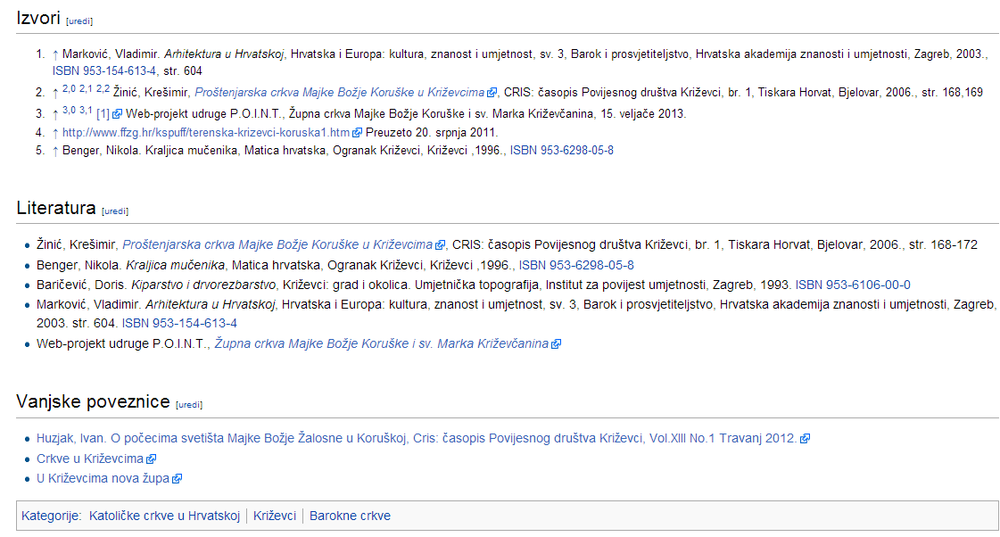 Izvori [uredi]
1. ↑ Marković, Vladimir. Arhitektura u Hrvatskoj, Hrvatska i Europa: kultura, znanost i umjetnost, sv. 3, Barok i prosvjetiteljstvo, Hrvatska akademija znanosti i umjetnosti, Zagreb, 2003.,
ISBN 953-154-613-4, str. 604
2. ↑ 2,0 2,1 2,2 Žinić, Krešimir, Proštenjarska crkva Majke Božje Koruške u Križevcima, CRIS: časopis Povijesnog društva Križevci, br. 1, Tiskara Horvat, Bjelovar, 2006., str. 168,169
3. ↑ 3,0 3,1 [1] Web-projekt udruge P.O.I.N.T., Župna crkva Majke Božje Koruške i sv. Marka Križevčanina, 15. veljače 2013.
4. ↑ http://www.ffzg.hr/kspuff/terenska-krizevci-koruska1.htm Preuzeto 20. srpnja 2011.
5. ↑ Benger, Nikola. Kraljica mučenika, Matica hrvatska, Ogranak Križevci, Križevci ,1996., ISBN 953-6298-05-8
Literatura [uredi]
• Žinić, Krešimir, Proštenjarska crkva Majke Božje Koruške u Križevcima, CRIS: časopis Povijesnog društva Križevci, br. 1, Tiskara Horvat, Bjelovar, 2006., str. 168-172
• Benger, Nikola. Kraljica mučenika, Matica hrvatska, Ogranak Križevci, Križevci ,1996., ISBN 953-6298-05-8
• Baričević, Doris. Kiparstvo i drvorezbarstvo, Križevci: grad i okolica. Umjetnička topografija, Institut za povijest umjetnosti, Zagreb, 1993. ISBN 953-6106-00-0
• Marković, Vladimir. Arhitektura u Hrvatskoj, Hrvatska i Europa: kultura, znanost i umjetnost, sv. 3, Barok i prosvjetiteljstvo, Hrvatska akademija znanosti i umjetnosti, Zagreb,
2003. str. 604. ISBN 953-154-613-4
• Web-projekt udruge P.O.I.N.T., Župna crkva Majke Božje Koruške i sv. Marka Križevčanina
Vanjske poveznice [uredi]
• Huzjak, Ivan. O počecima svetišta Majke Božje Žalosne u Koruškoj, Cris: časopis Povijesnog društva Križevci, Vol.XIII No.1 Travanj 2012.
• Crkve u Križevcima
• U Križevcima nova župa
Kategorije: Katoličke crkve u Hrvatskoj | Križevci | Barokne crkve